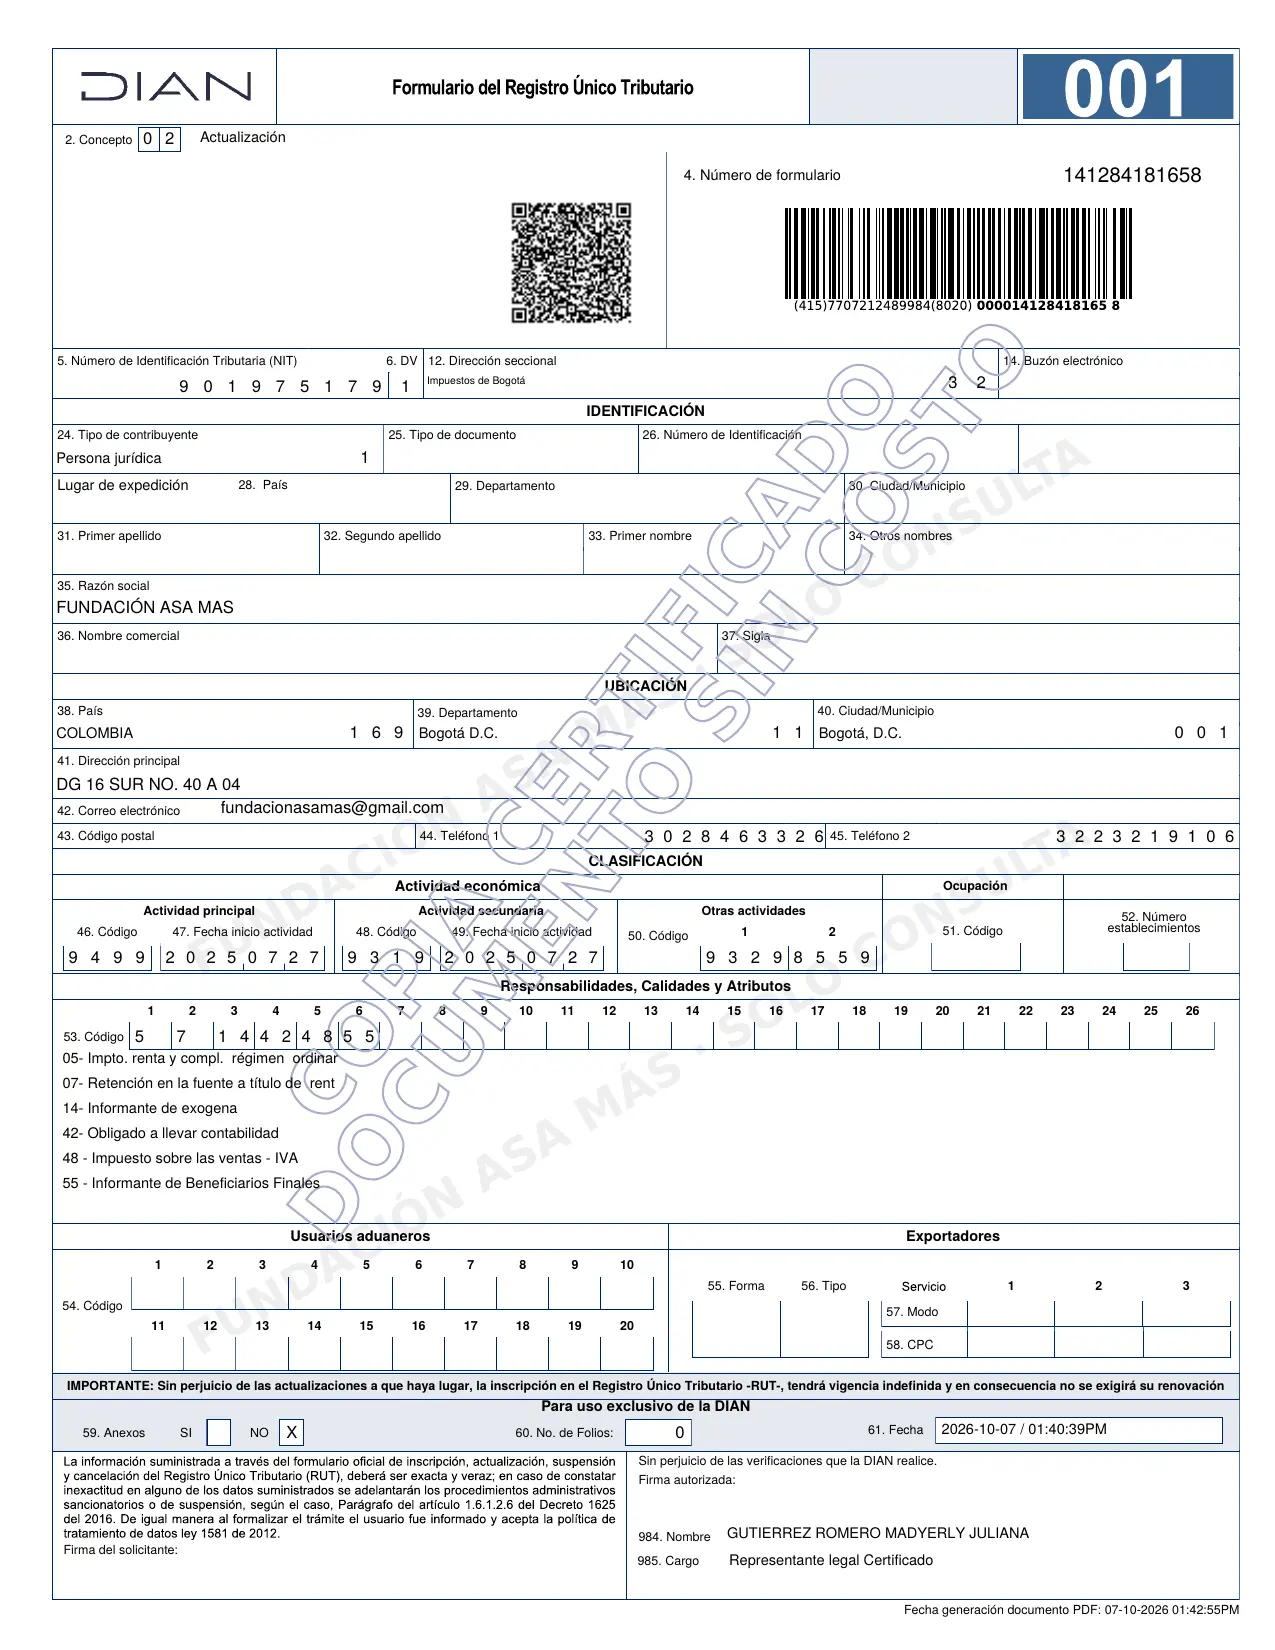 DIAN
Formulario del Registro Único Tributario
001
2. Concepto 0 2 Actualización
4. Número de formulario 141284181658
(415)7707212489984(8020) 000014128418165 8
5. Número de Identificación Tributaria (NIT) 6. DV 12. Dirección seccional 14. Buzón electrónico
9 0 1 9 7 5 1 7 9 1 Impuestos de Bogotá 3 2
IDENTIFICACIÓN
24. Tipo de contribuyente 25. Tipo de documento 26. Número de Identificación
Persona jurídica 1
Lugar de expedición 28. País 29. Departamento 30. Ciudad/Municipio
31. Primer apellido 32. Segundo apellido 33. Primer nombre 34. Otros nombres
35. Razón social
FUNDACIÓN ASA MAS
36. Nombre comercial 37. Sigla
UBICACIÓN
38. País 39. Departamento 40. Ciudad/Municipio
COLOMBIA 1 6 9 Bogotá D.C. 1 1 Bogotá, D.C. 0 0 1
41. Dirección principal
DG 16 SUR NO. 40 A 04
42. Correo electrónico fundacionasamas@gmail.com
43. Código postal 44. Teléfono 1 3 0 2 8 4 6 3 3 2 6 45. Teléfono 2 3 2 2 3 2 1 9 1 0 6
CLASIFICACIÓN
Actividad económica Ocupación
Actividad principal Actividad secundaria Otras actividades 52. Número establecimientos
46. Código 47. Fecha inicio actividad 48. Código 49. Fecha inicio actividad 50. Código 1 2 51. Código
9 4 9 9 2 0 2 5 0 7 2 7 9 3 1 9 2 0 2 5 0 7 2 7 9 3 2 9 8 5 5 9
Responsabilidades, Calidades y Atributos
1 2 3 4 5 6 7 8 9 10 11 12 13 14 15 16 17 18 19 20 21 22 23 24 25 26
53. Código 5 7 1 4 4 2 4 8 5 5
05- Impto. renta y compl. régimen ordinar
07- Retención en la fuente a título de rent
14- Informante de exogena
42- Obligado a llevar contabilidad
48 - Impuesto sobre las ventas - IVA
55 - Informante de Beneficiarios Finales
Usuarios aduaneros Exportadores
1 2 3 4 5 6 7 8 9 10
54. Código
11 12 13 14 15 16 17 18 19 20
55. Forma 56. Tipo Servicio 1 2 3
57. Modo
58. CPC
IMPORTANTE: Sin perjuicio de las actualizaciones a que haya lugar, la inscripción en el Registro Único Tributario -RUT-, tendrá vigencia indefinida y en consecuencia no se exigirá su renovación
Para uso exclusivo de la DIAN
59. Anexos SI NO X 60. No. de Folios: 0 61. Fecha 2026-10-07 / 01:40:39PM
La información suministrada a través del formulario oficial de inscripción, actualización, suspensión
y cancelación del Registro Único Tributario (RUT), deberá ser exacta y veraz; en caso de constatar
inexactitud en alguno de los datos suministrados se adelantarán los procedimientos administrativos
sancionatorios o de suspensión, según el caso, Parágrafo del artículo 1.6.1.2.6 del Decreto 1625
del 2016. De igual manera al formalizar el trámite el usuario fue informado y acepta la política de
tratamiento de datos ley 1581 de 2012.
Firma del solicitante:
Sin perjuicio de las verificaciones que la DIAN realice.
Firma autorizada:
984. Nombre GUTIERREZ ROMERO MADYERLY JULIANA
985. Cargo Representante legal Certificado
Fecha generación documento PDF: 07-10-2026 01:42:55PM
COPIA CERTIFICADO
DOCUMENTO SIN COSTO
FUNDACIÓN ASA MÁS - SOLO CONSULTA
FUNDACIÓN ASA MÁS - SOLO CONSULTA